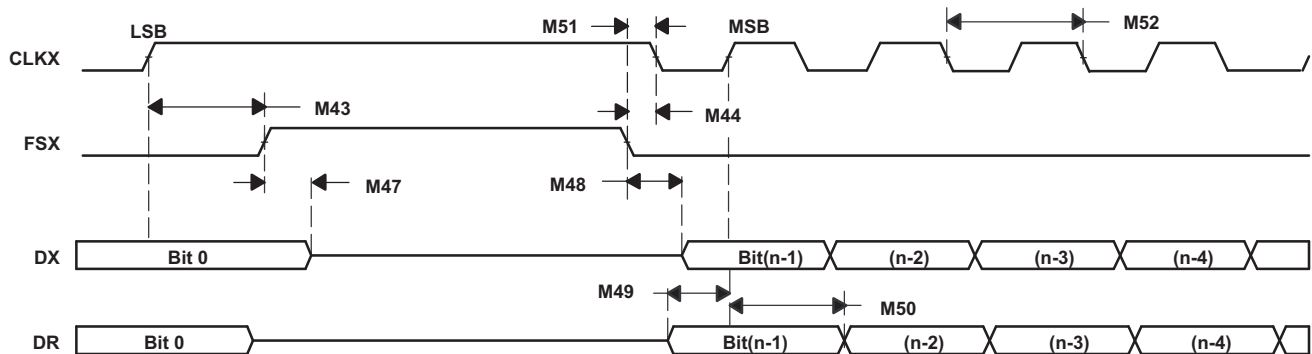 LSB M51 MSB M52
CLKX
M43 M44
FSX
M47 M48
DX Bit 0 Bit(n-1) (n-2) (n-3) (n-4)
M49 M50
DR Bit 0 Bit(n-1) (n-2) (n-3) (n-4)